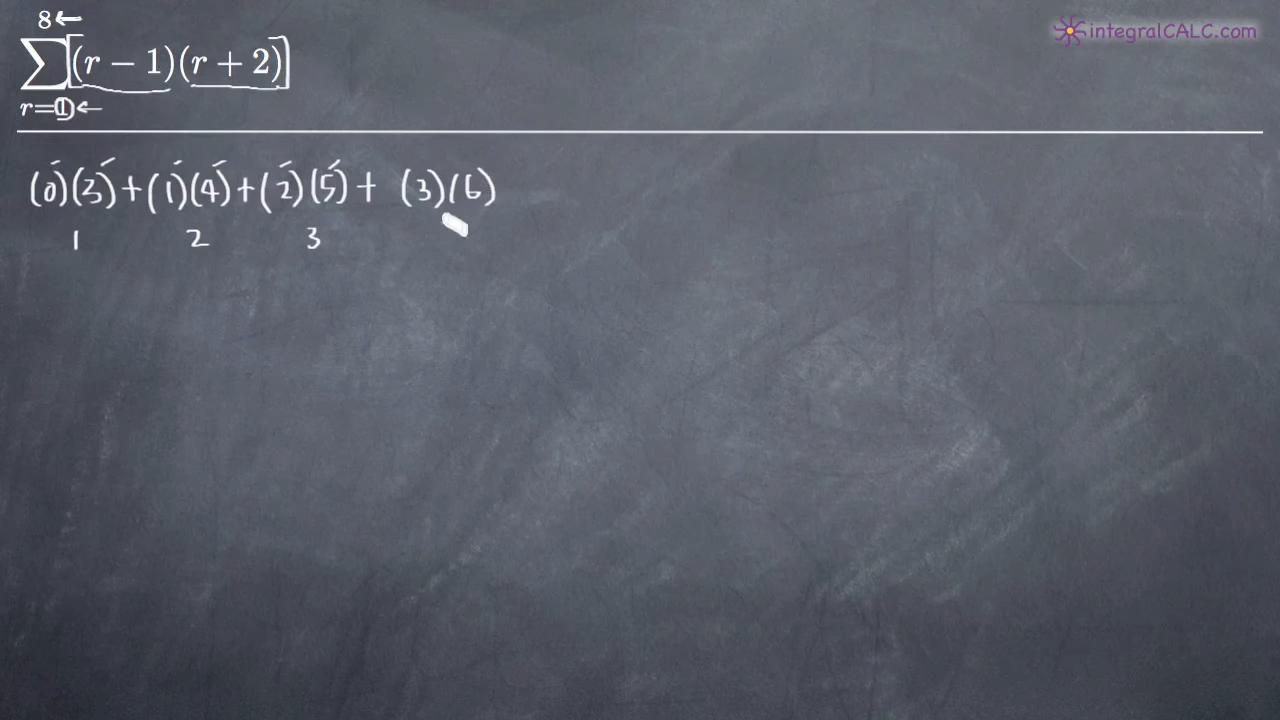 integralCALC.com
8←
∑[(r − 1)(r + 2)]
r=1←
(0)(3)+(1)(4)+(2)(5)+ (3)(6)
1 2 3